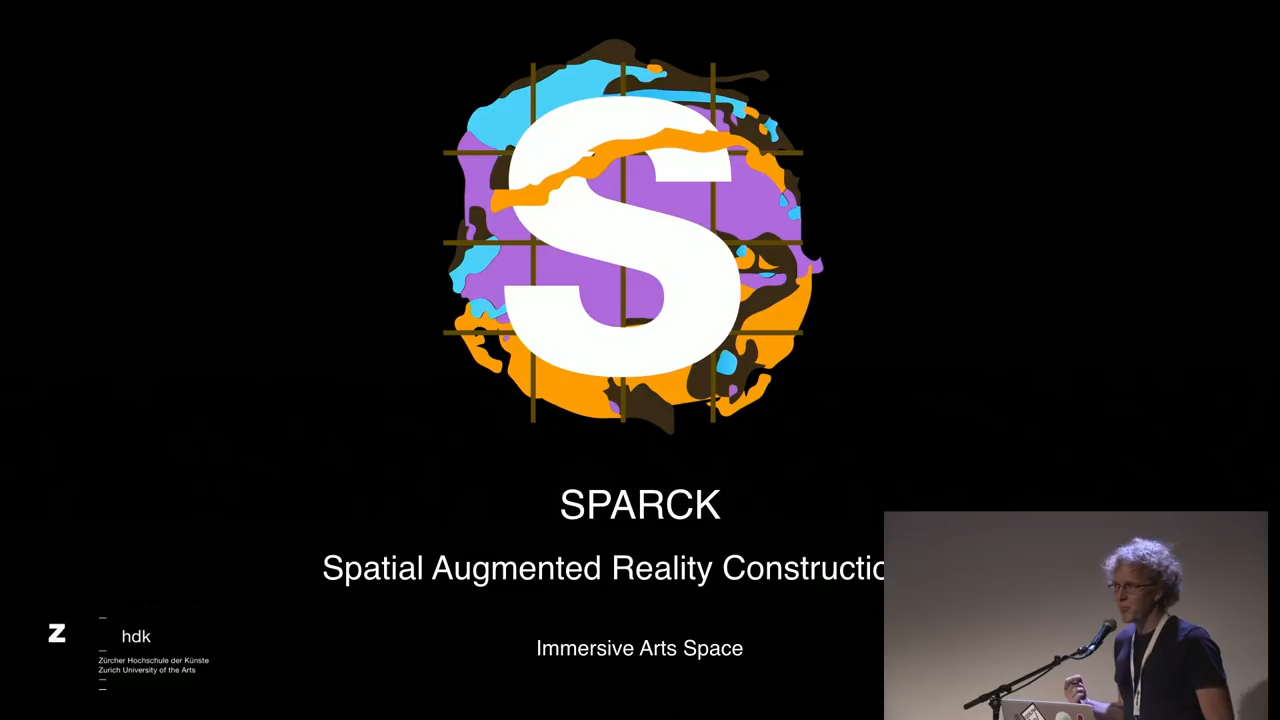 S
SPARCK
Spatial Augmented Reality Constructio
Immersive Arts Space
Z
hdk
Zürcher Hochschule der Künste
Zurich University of the Arts